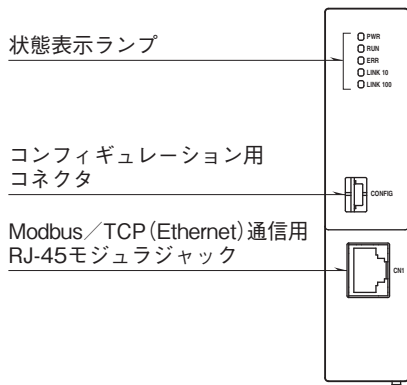 状態表示ランプ
PWR
RUN
ERR
LINK 10
LINK 100
コンフィギュレーション用
コネクタ
CONFIG
Modbus／TCP（Ethernet）通信用
RJ-45モジュラジャック
CN1